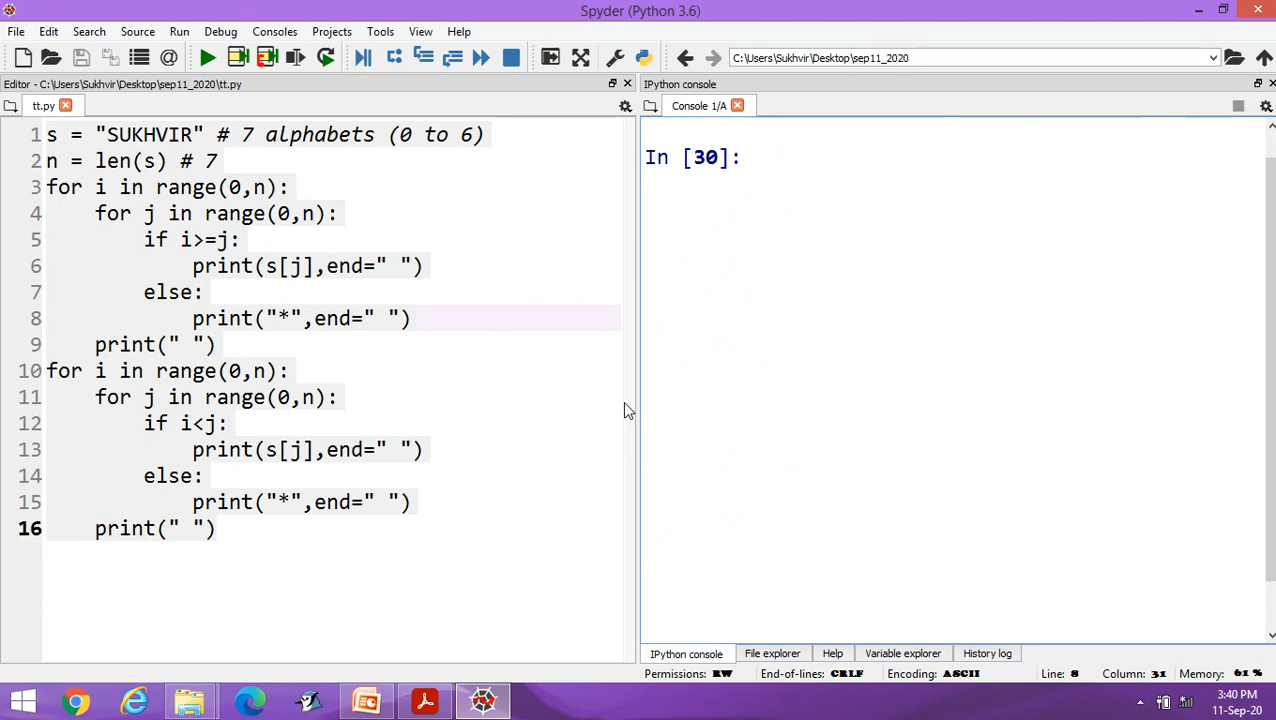 Spyder (Python 3.6)
File Edit Search Source Run Debug Consoles Projects Tools View Help
C:\Users\Sukhvir\Desktop\sep11_2020
Editor - C:\Users\Sukhvir\Desktop\sep11_2020\tt.py
IPython console
tt.py
Console 1/A
1 s = "SUKHVIR" # 7 alphabets (0 to 6)
2 n = len(s) # 7
3 for i in range(0,n):
4     for j in range(0,n):
5         if i>=j:
6             print(s[j],end=" ")
7         else:
8             print("*",end=" ")
9     print(" ")
10 for i in range(0,n):
11     for j in range(0,n):
12         if i<j:
13             print(s[j],end=" ")
14         else:
15             print("*",end=" ")
16     print(" ")
In [30]:
IPython console File explorer Help Variable explorer History log
Permissions: RW End-of-lines: CRLF Encoding: ASCII Line: 8 Column: 31 Memory: 61 %
3:40 PM
11-Sep-20